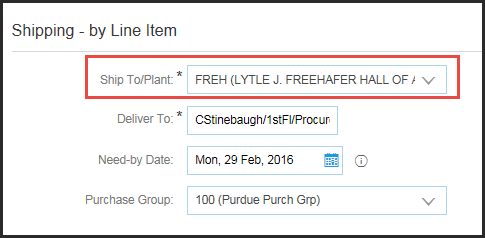 Shipping - by Line Item
Ship To/Plant: * FREH (LYTLE J. FREEHAFER HALL OF A
Deliver To: * CStinebaugh/1stFl/Procur
Need-by Date: Mon, 29 Feb, 2016
Purchase Group: 100 (Purdue Purch Grp)